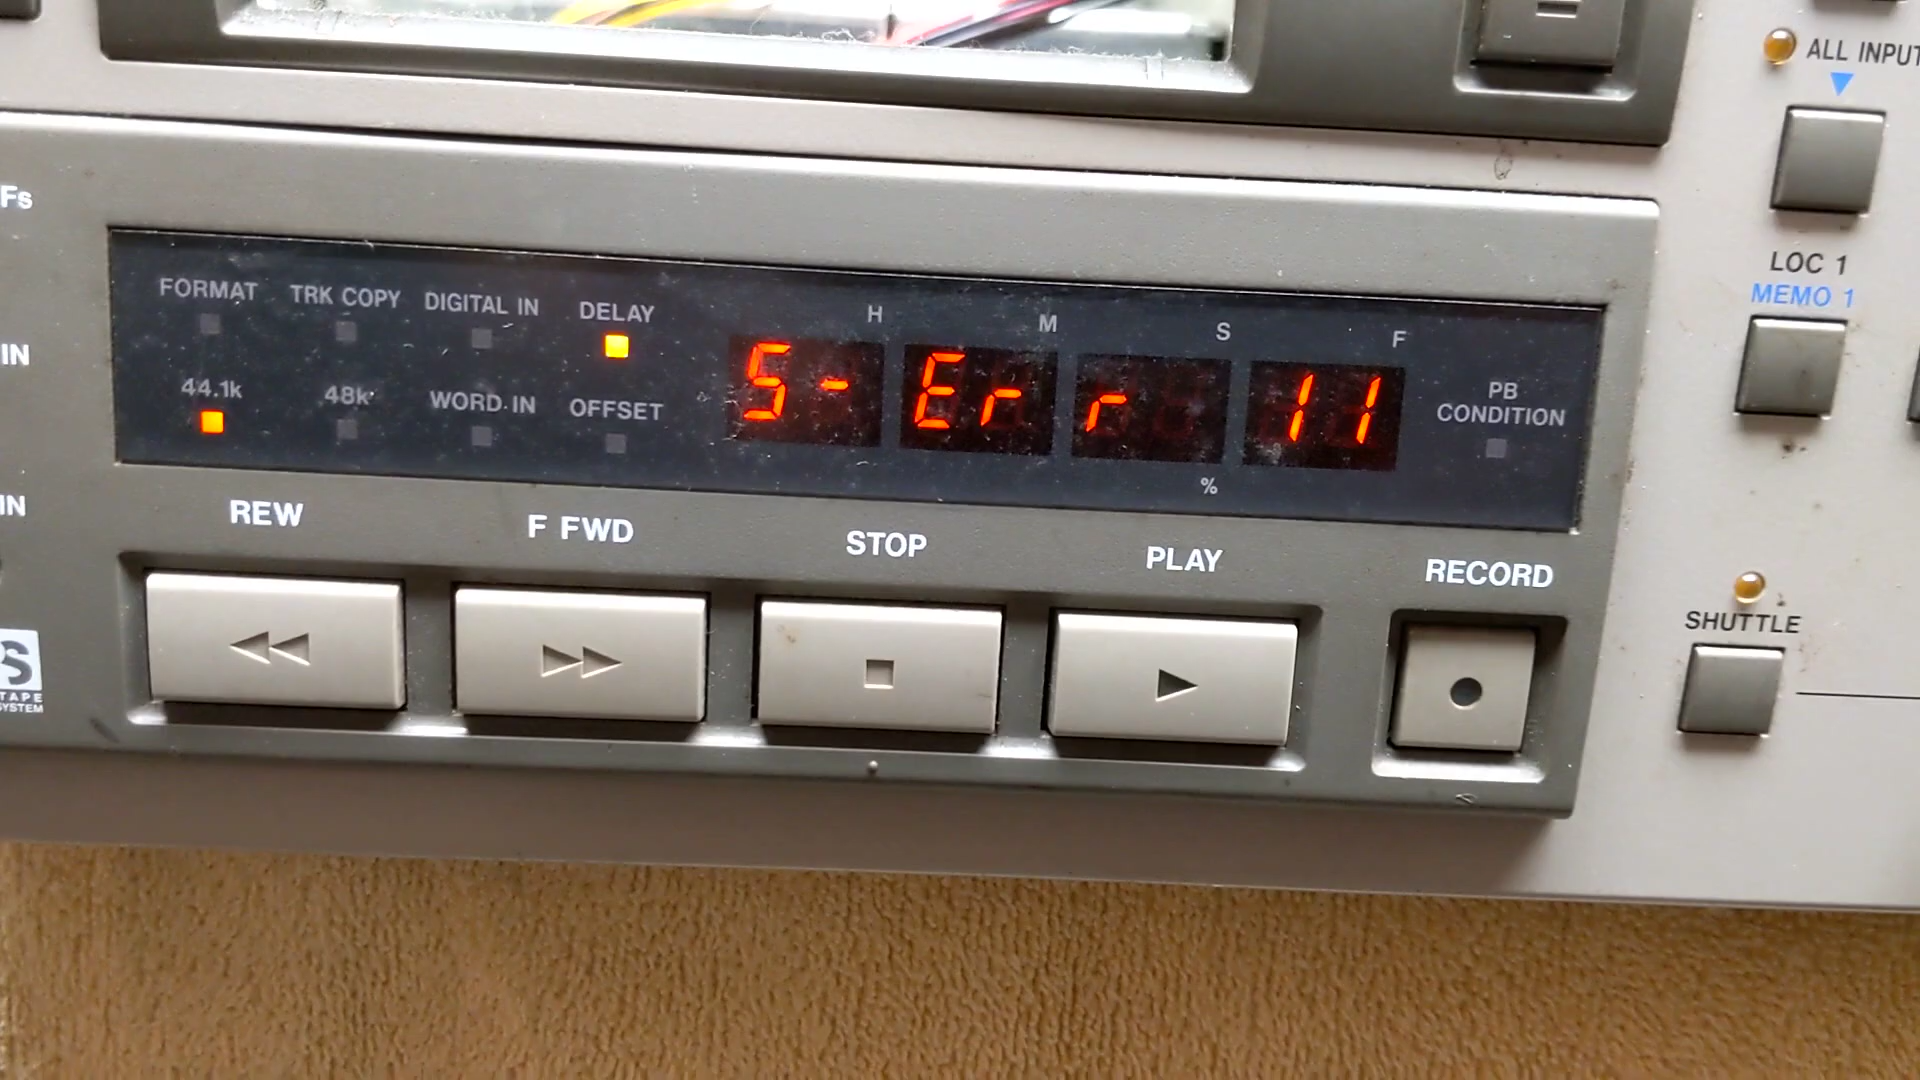 ALL INPUT
Fs
FORMAT TRK COPY DIGITAL IN DELAY H M S F
LOC 1
MEMO 1
IN
S-Err 11
44.1k 48k WORD IN OFFSET PB CONDITION
%
IN
REW F FWD STOP PLAY RECORD
SHUTTLE
S
TAPE
SYSTEM